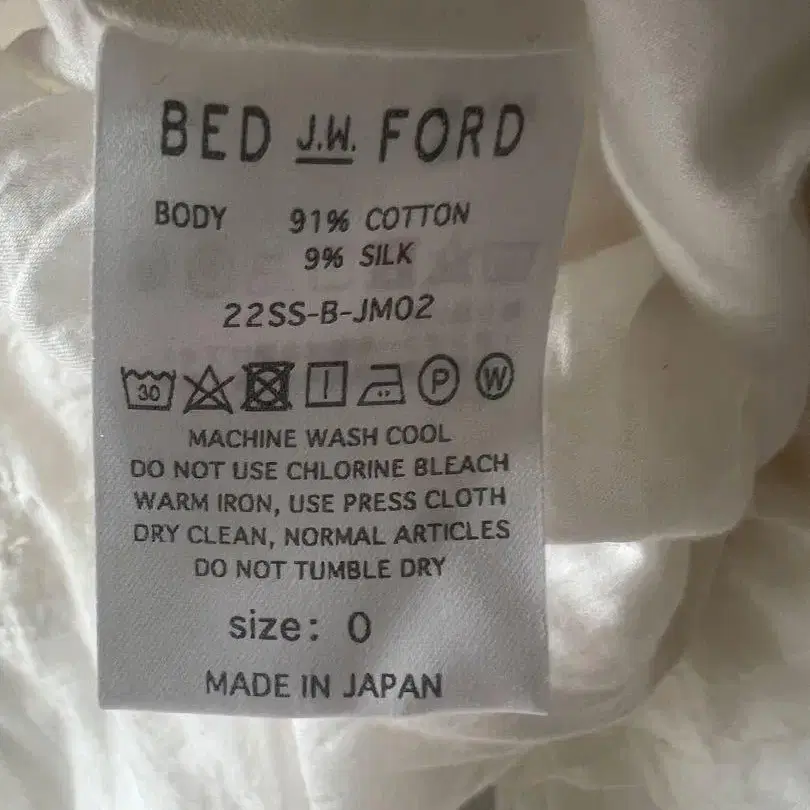 BED J.W. FORD
BODY 91% COTTON
9% SILK
22SS-B-JM02
30 P W
MACHINE WASH COOL
DO NOT USE CHLORINE BLEACH
WARM IRON, USE PRESS CLOTH
DRY CLEAN, NORMAL ARTICLES
DO NOT TUMBLE DRY
size: 0
MADE IN JAPAN